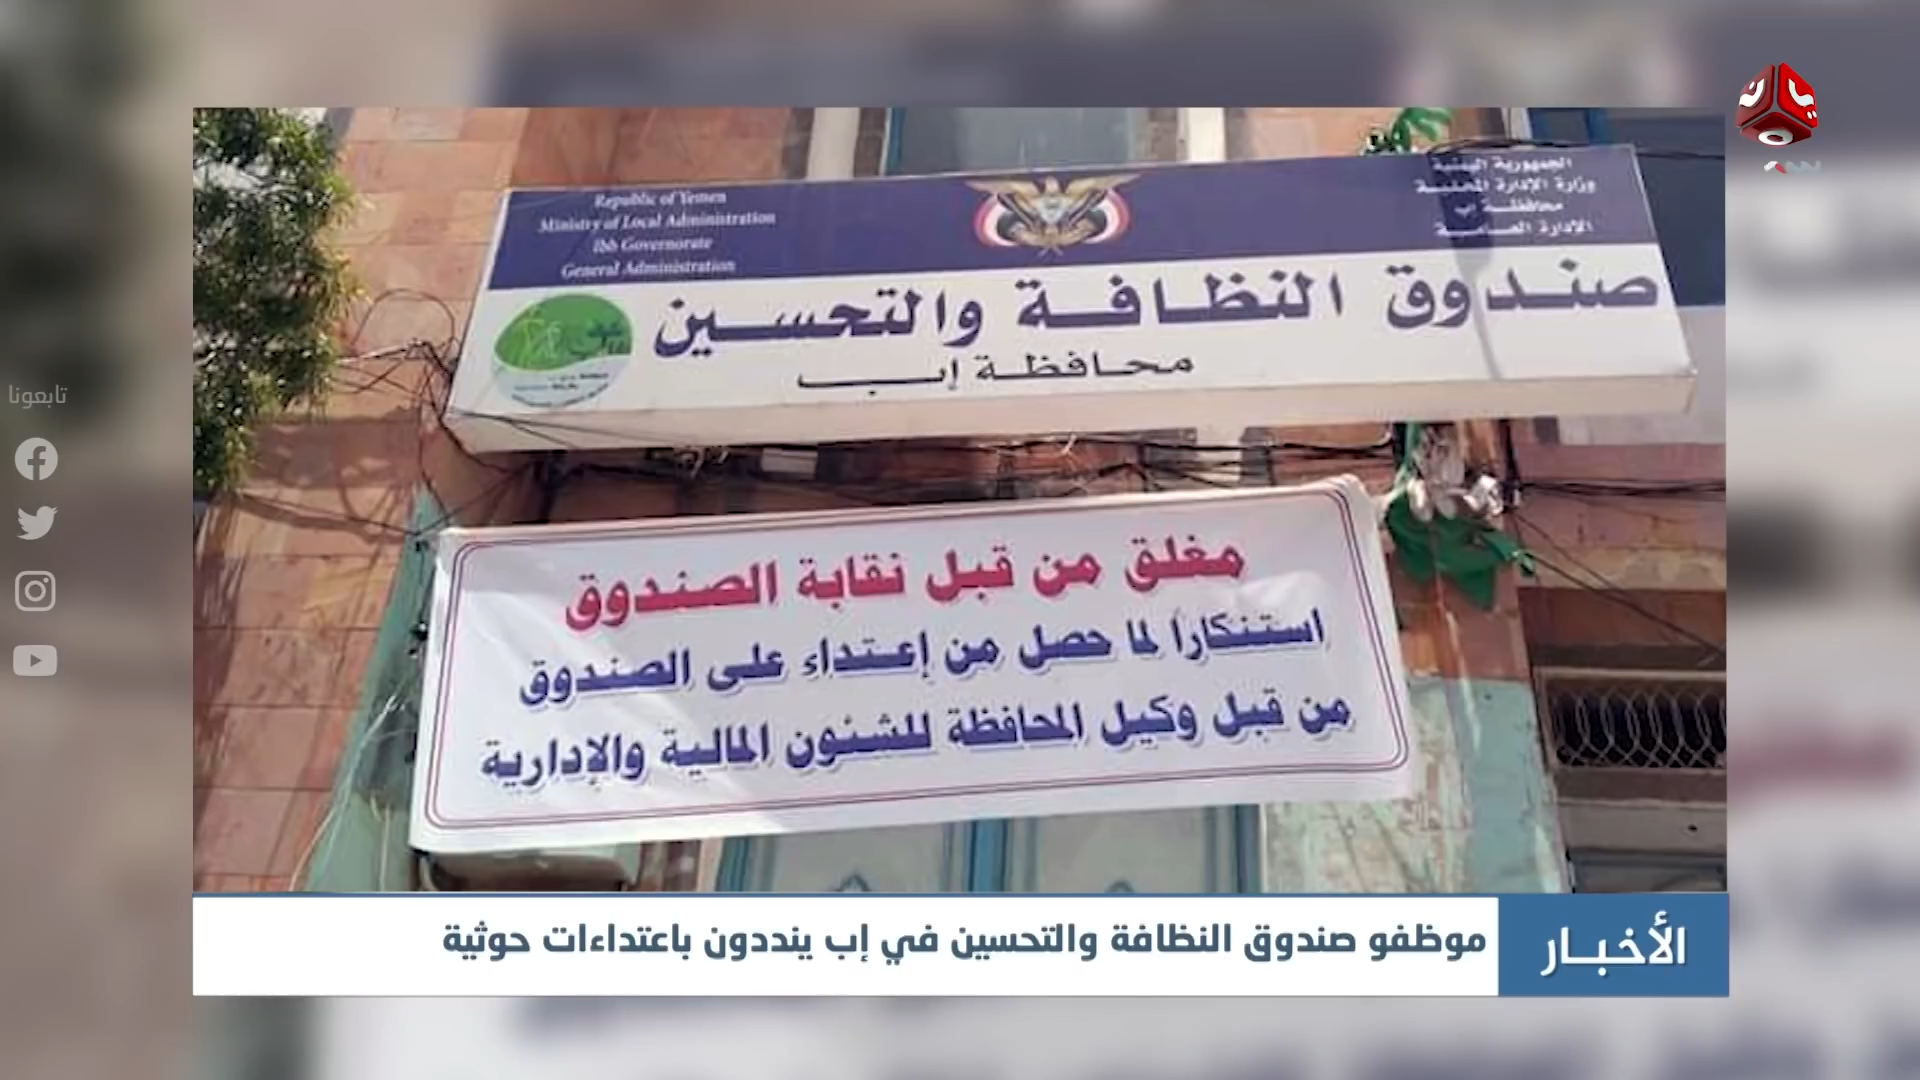 الجمهورية اليمنية
وزارة الإدارة المحلية
محافظة إب
الإدارة العامة
Republic of Yemen
Ministry of Local Administration
Ibb Governorate
General Administration
صندوق النظافة والتحسين
محافظة إب
مغلق من قبل نقابة الصندوق
استنكاراً لما حصل من إعتداء على الصندوق
من قبل وكيل المحافظة للشئون المالية والإدارية
تابعونا
الأخبار
موظفو صندوق النظافة والتحسين في إب ينددون باعتداءات حوثية